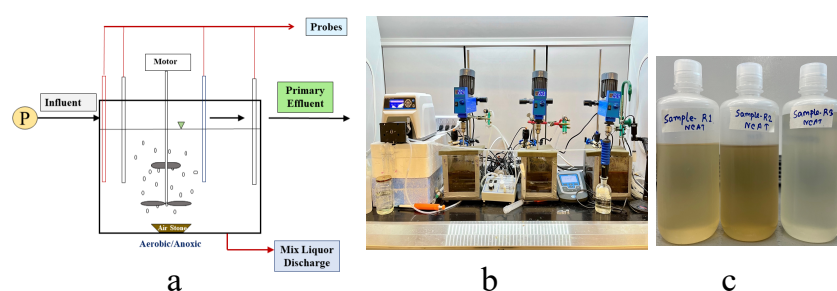 Probes
Motor
Influent
Primary
Effluent
P
Air Stone
Aerobic/Anoxic
Mix Liquor
Discharge
Sample-R1
NEAT
Sample-R2
NEAT
Sample-R3
NEAT
a
b
c